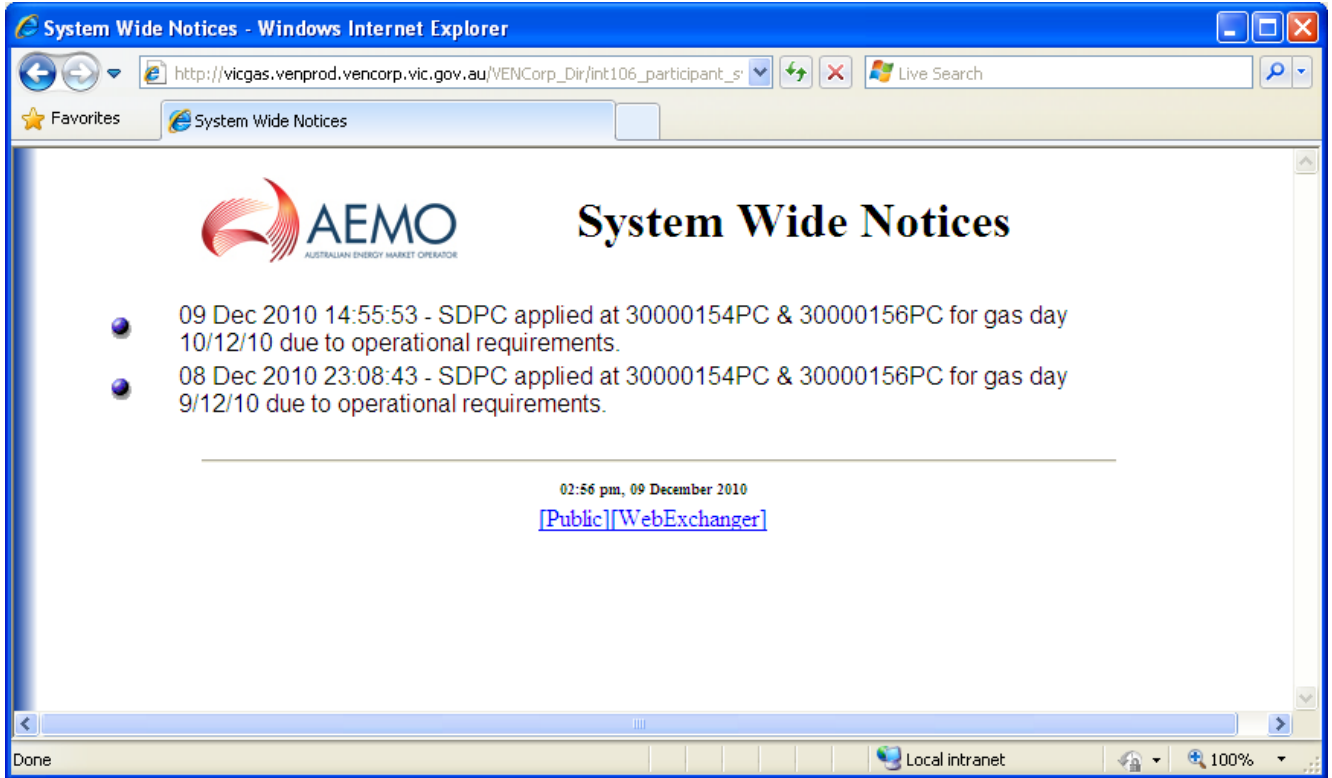 System Wide Notices - Windows Internet Explorer
http://vicgas.venprod.vencorp.vic.gov.au/VENCorp_Dir/int106_participant_s
Live Search
Favorites
System Wide Notices
AEMO
AUSTRALIAN ENERGY MARKET OPERATOR
System Wide Notices
09 Dec 2010 14:55:53 - SDPC applied at 30000154PC & 30000156PC for gas day
10/12/10 due to operational requirements.
08 Dec 2010 23:08:43 - SDPC applied at 30000154PC & 30000156PC for gas day
9/12/10 due to operational requirements.
02:56 pm, 09 December 2010
[Public][WebExchanger]
Done
Local intranet
100%